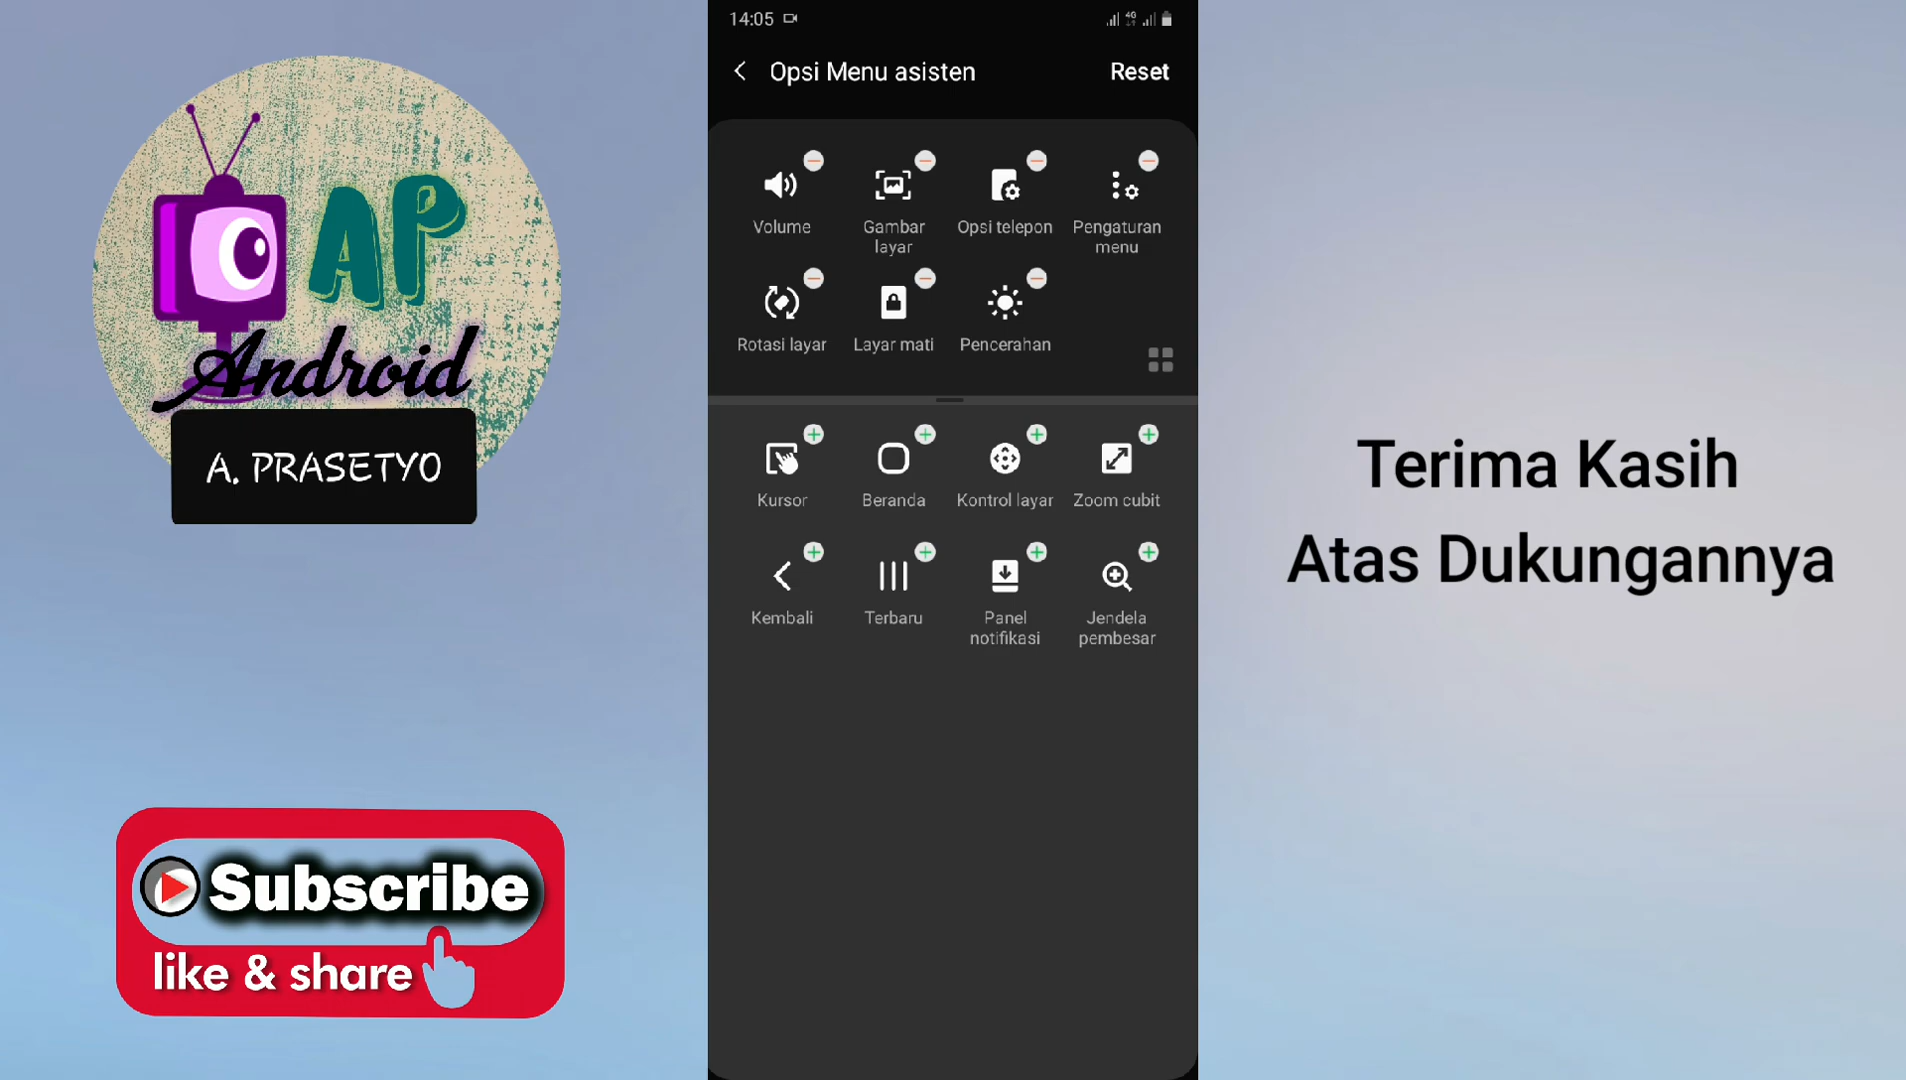 AP
Android
A. PRASETYO
Subscribe
like & share
14:05
4G
Opsi Menu asisten
Reset
Volume
Gambar
layar
Opsi telepon
Pengaturan
menu
Rotasi layar
Layar mati
Pencerahan
Kursor
Beranda
Kontrol layar
Zoom cubit
Kembali
Terbaru
Panel
notifikasi
Jendela
pembesar
Terima Kasih
Atas Dukungannya